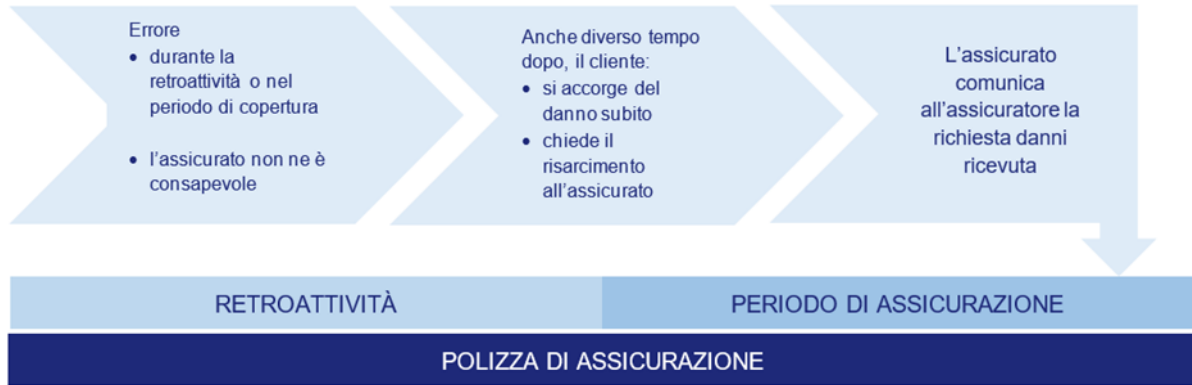 Errore
• durante la
retroattività o nel
periodo di copertura
• l'assicurato non ne è
consapevole
Anche diverso tempo
dopo, il cliente:
• si accorge del
danno subito
• chiede il
risarcimento
all'assicurato
L'assicurato
comunica
all'assicuratore la
richiesta danni
ricevuta
RETROATTIVITÀ
PERIODO DI ASSICURAZIONE
POLIZZA DI ASSICURAZIONE